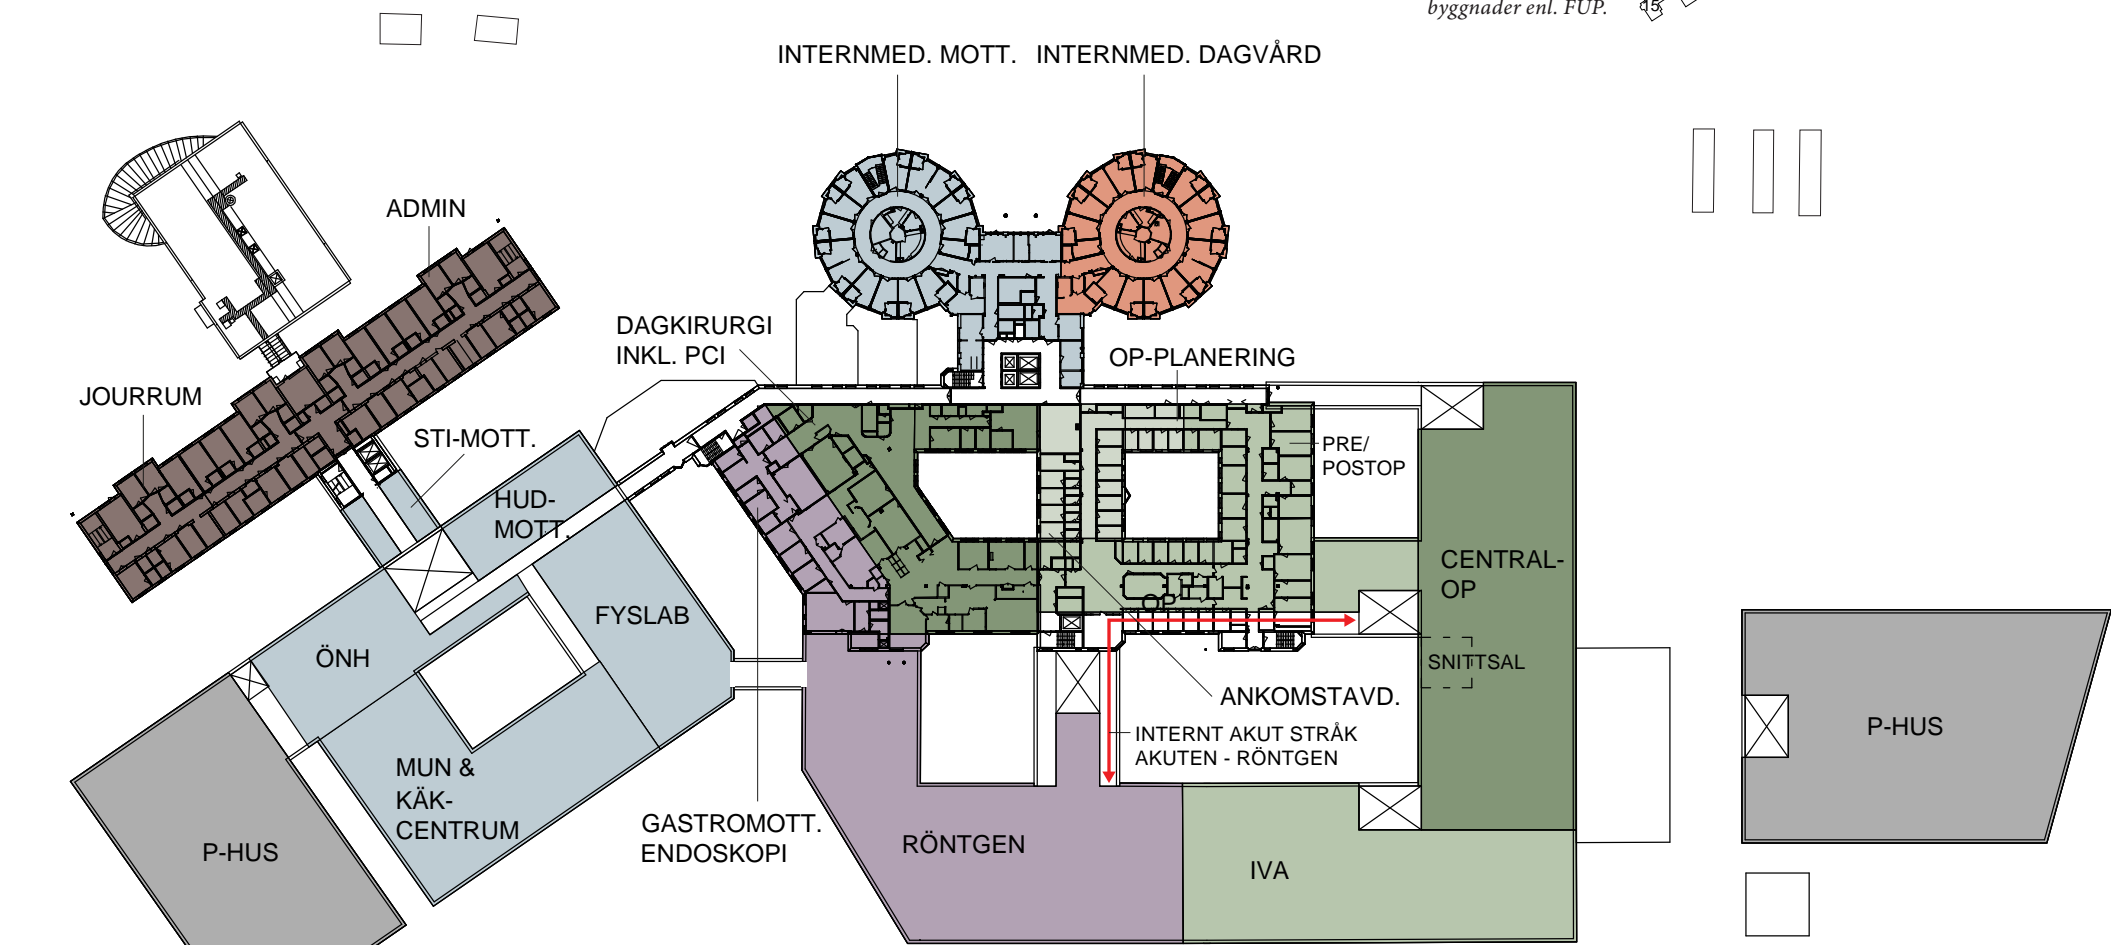 byggnader enl. FUP.
15
INTERNMED. MOTT.
INTERNMED. DAGVÅRD
ADMIN
DAGKIRURGI
INKL. PCI
OP-PLANERING
JOURRUM
STI-MOTT.
PRE/
POSTOP
HUD-
MOTT.
CENTRAL-
OP
FYSLAB
ÖNH
SNITTSAL
ANKOMSTAVD.
INTERNT AKUT STRÅK
AKUTEN - RÖNTGEN
P-HUS
MUN &
KÄK-
CENTRUM
GASTROMOTT.
ENDOSKOPI
RÖNTGEN
P-HUS
IVA